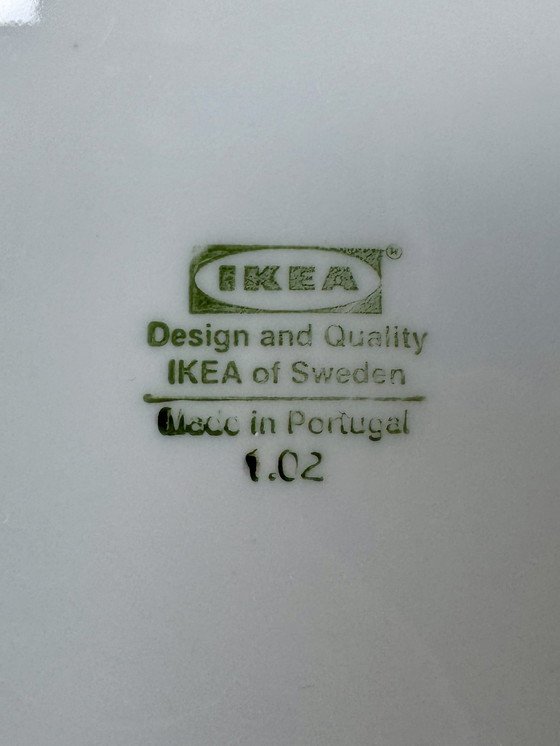 IKEA®
Design and Quality
IKEA of Sweden
Made in Portugal
1.02